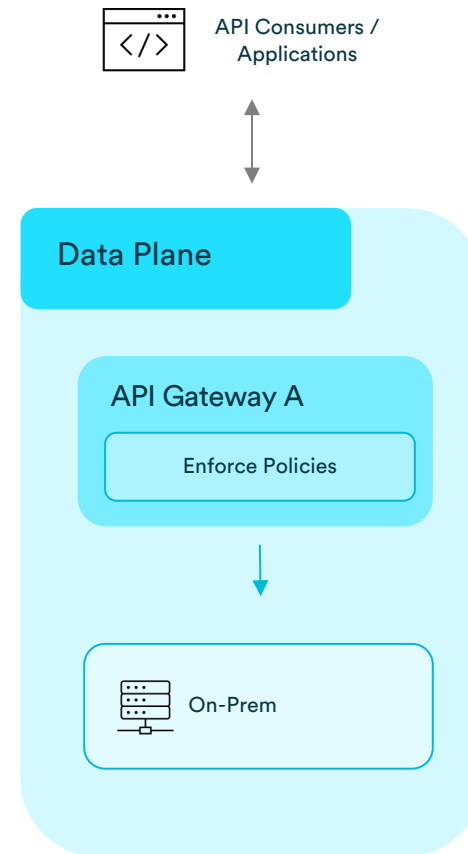 API Consumers /
Applications
Data Plane
API Gateway A
Enforce Policies
On-Prem